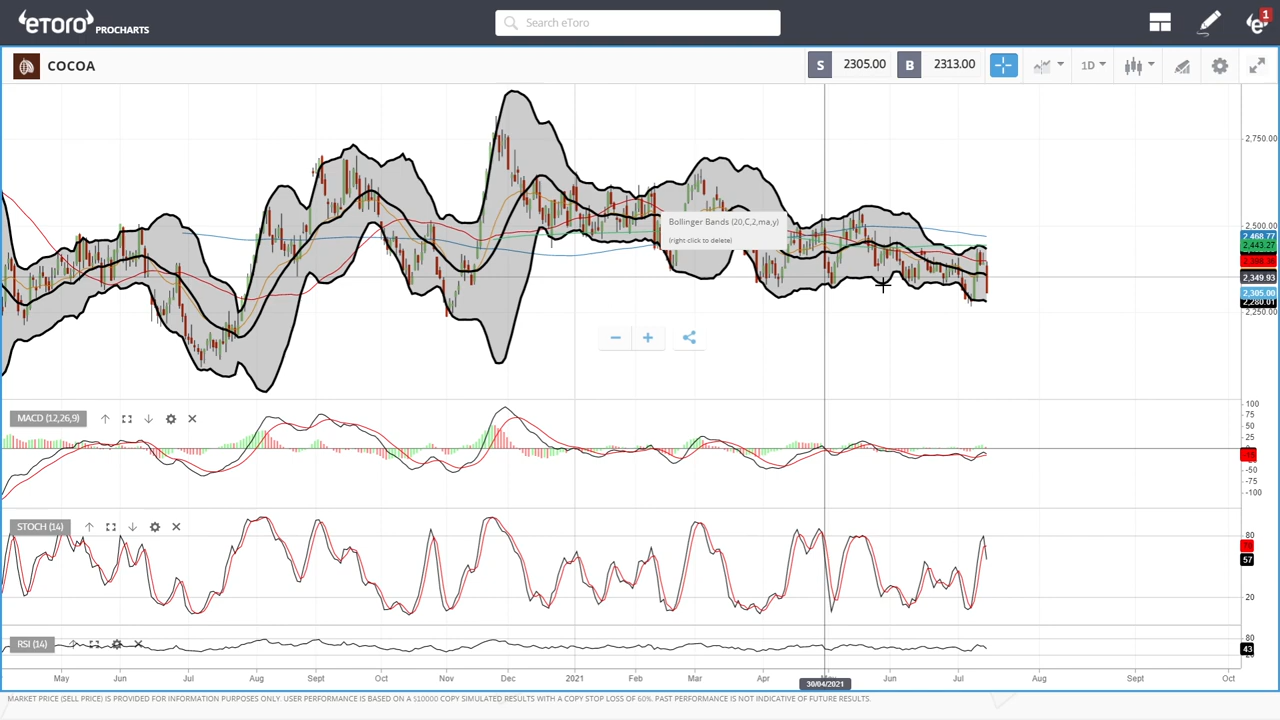 eToro PROCHARTS
Search eToro
1
COCOA
S 2305.00 B 2313.00
1D
2,750.00
2,500.00
2,468.77
2,443.27
2,349.93
2,305.00
2,280.01
2,250.00
Bollinger Bands (20,C,2,ma,y)
(right-click to delete)
MACD (12,26,9)
100
75
50
25
-50
-75
-100
STOCH (14)
80
57
20
RSI (14)
80
43
May Jun Jul Aug Sept Oct Nov Dec 2021 Feb Mar Apr Jun Jul Aug Sept Oct
30/04/2021
MARKET PRICE (SELL PRICE) IS PROVIDED FOR INFORMATION PURPOSES ONLY. USER PERFORMANCE IS BASED ON A $10000 COPY SIMULATED RESULTS WITH A COPY STOP LOSS OF 60%. PAST PERFORMANCE IS NOT INDICATIVE OF FUTURE RESULTS.